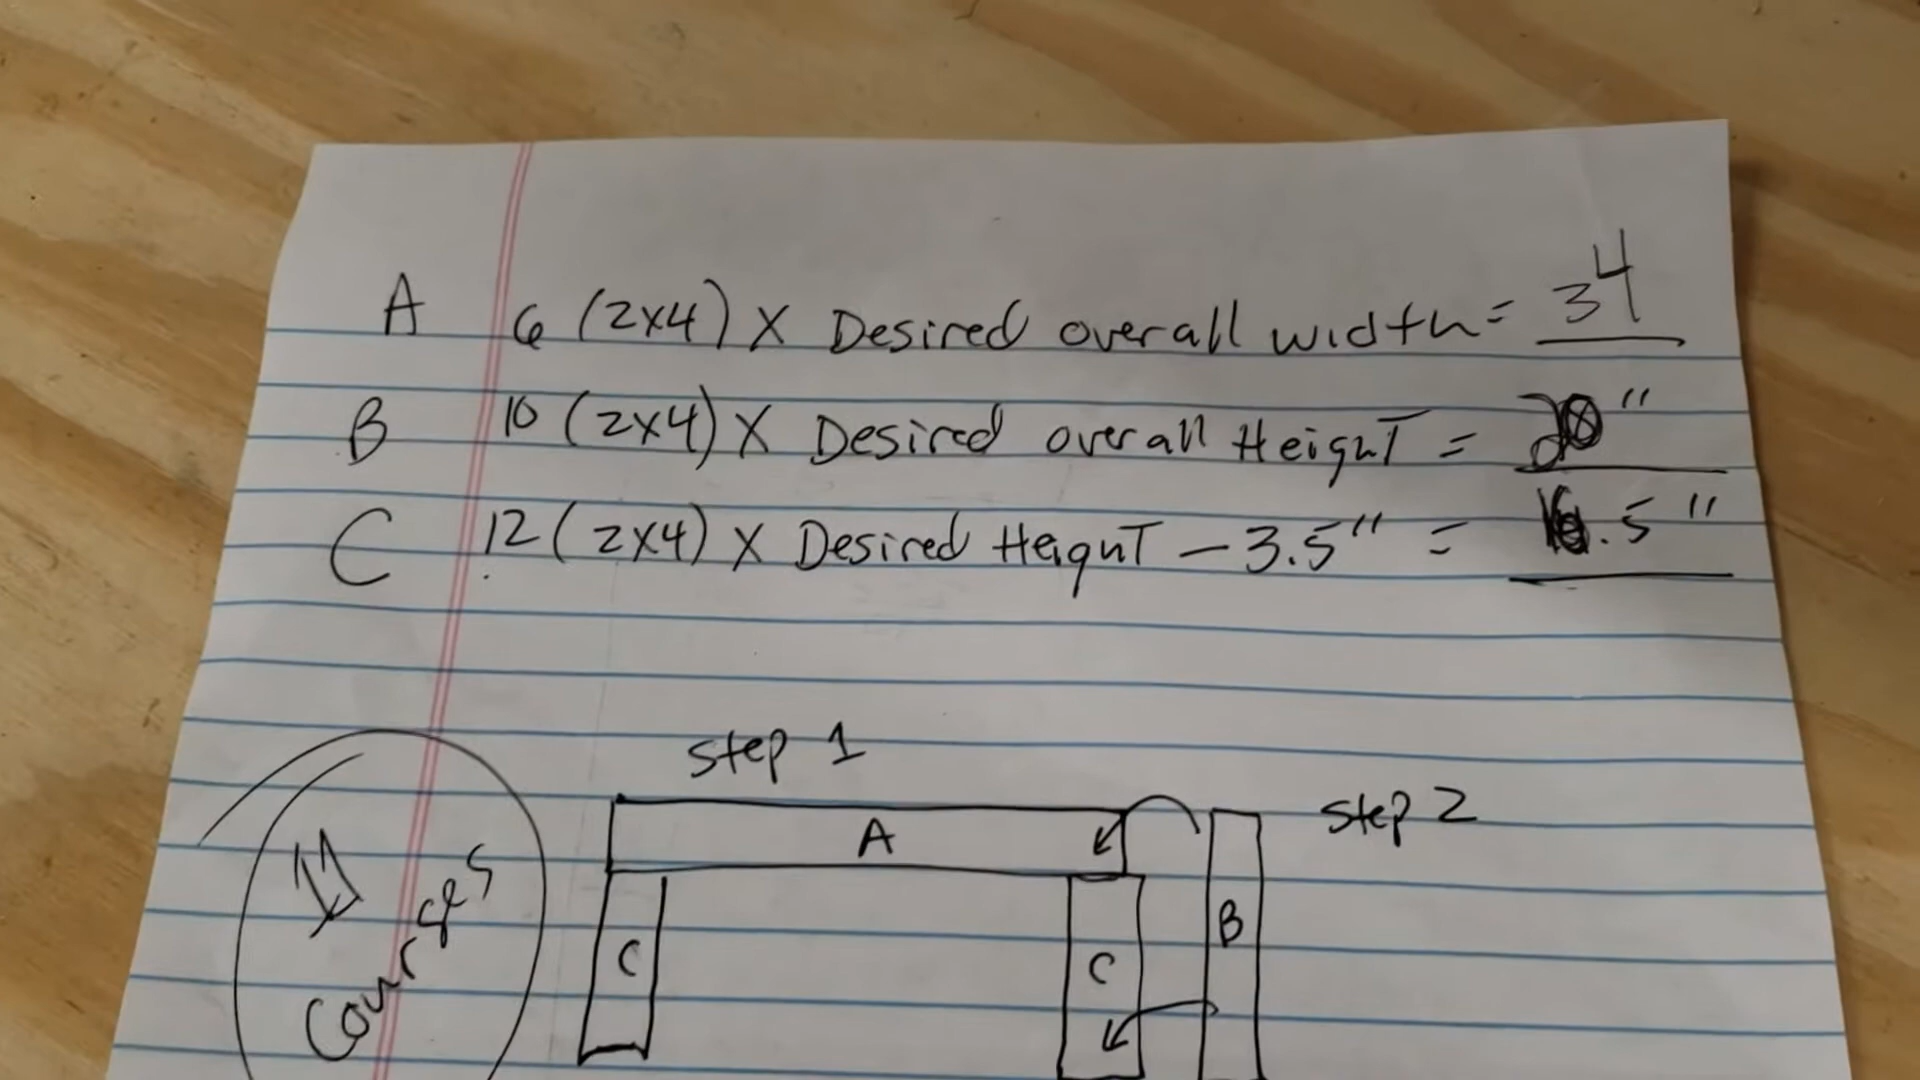 A 6 (2x4) X Desired overall width = 34
B 10 (2x4) X Desired overall Height = 20"
C 12 (2x4) X Desired Height - 3.5" = 16.5"
step 1
step 2
A
B
C
C
Courses